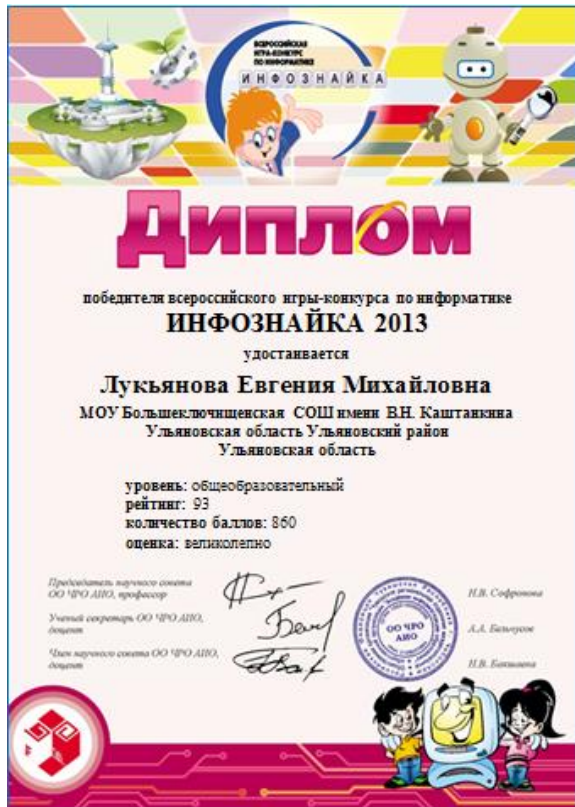 ВСЕРОССИЙСКАЯ
ИГРА-КОНКУРС
ПО ИНФОРМАТИКЕ
ИНФОЗНАЙКА
Диплом
победителя всероссийского игры-конкурса по информатике
ИНФОЗНАЙКА 2013
удостаивается
Лукьянова Евгения Михайловна
МОУ Большеключищенская СОШ имени В.Н. Каштанкина
Ульяновская область Ульяновский район
Ульяновская область
уровень: общеобразовательный
рейтинг: 93
количество баллов: 860
оценка: великолепно
Председатель научного совета
ОО ЧРО АИО, профессор
Н.В. Софронова
Ученый секретарь ОО ЧРО АИО,
доцент
А.А. Бельчусов
Член научного совета ОО ЧРО АИО,
доцент
Н.В. Бакшаева
ОО ЧРО
АИО